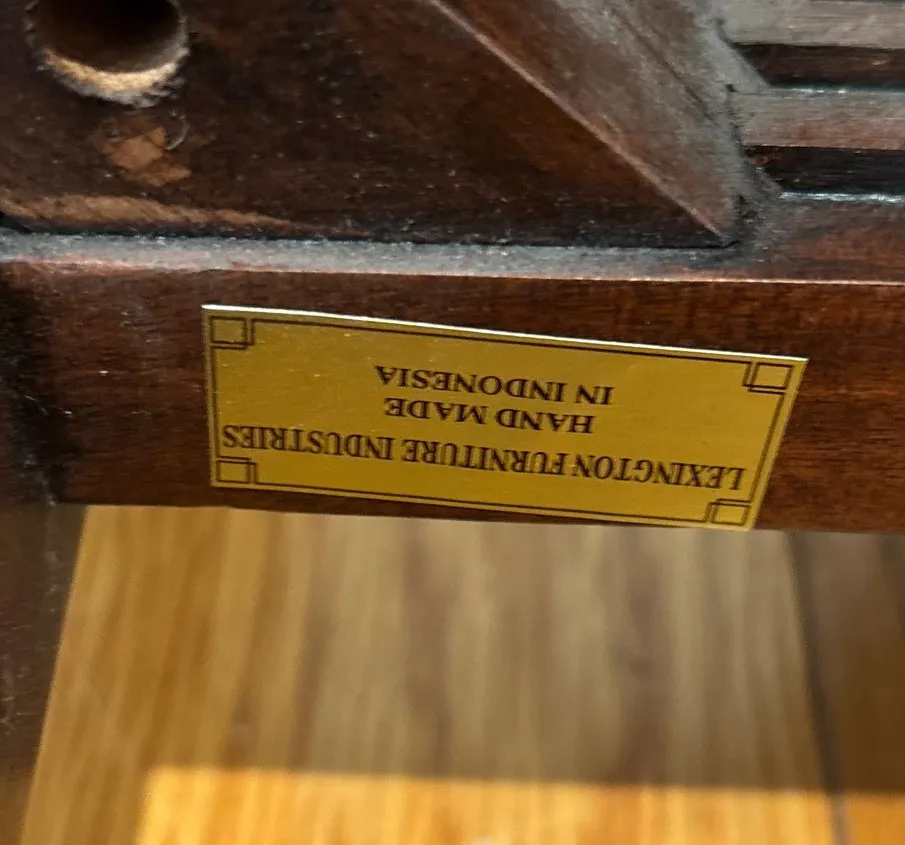 LEXINGTON FURNITURE INDUSTRIES
HAND MADE
IN INDONESIA